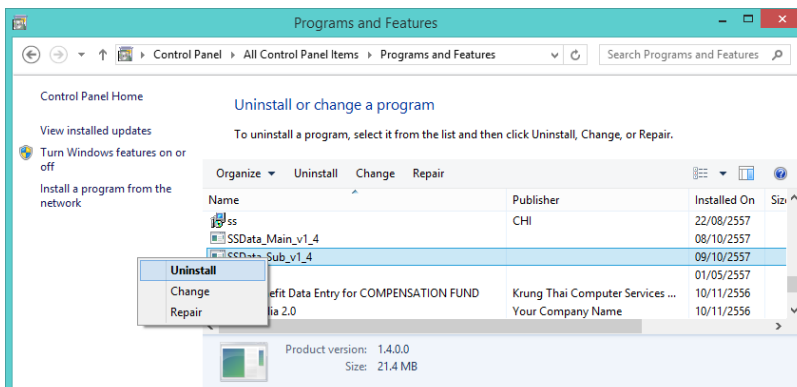 Programs and Features
Control Panel All Control Panel Items Programs and Features Search Programs and Features
Control Panel Home
View installed updates
Turn Windows features on or off
Install a program from the network
Uninstall or change a program
To uninstall a program, select it from the list and then click Uninstall, Change, or Repair.
Organize Uninstall Change Repair
Name Publisher Installed On
ss CHI 22/08/2557
SSData_Main_v1_4 08/10/2557
SSData_Sub_v1_4 09/10/2557
01/05/2557
efit Data Entry for COMPENSATION FUND Krung Thai Computer Services ... 10/11/2556
ia 2.0 Your Company Name 10/11/2556
Uninstall
Change
Repair
Product version: 1.4.0.0
Size: 21.4 MB